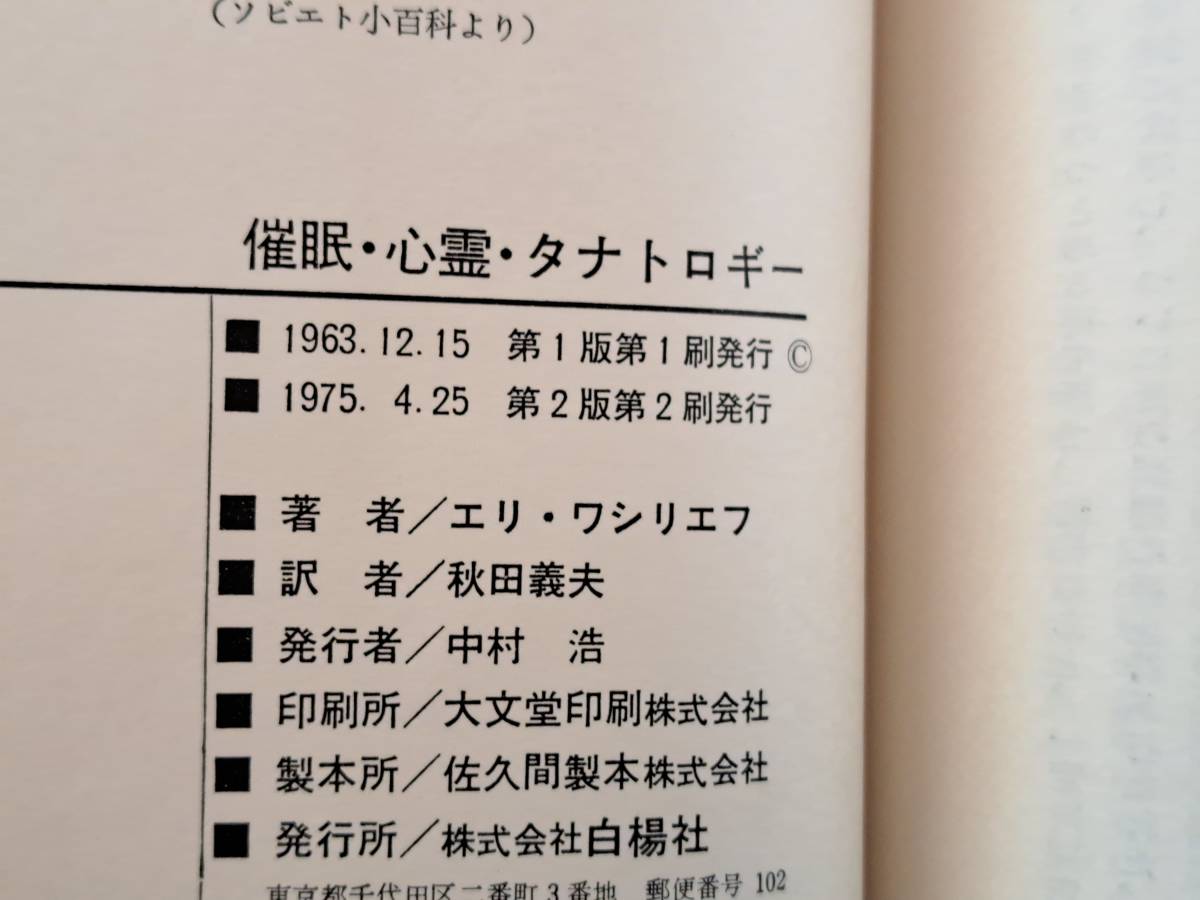 （ソビエト小百科より）
催眠・心霊・タナトロギー
■ 1963.12.15 第1版第1刷発行 ©
■ 1975. 4.25 第2版第2刷発行
■ 著 者／エリ・ワシリエフ
■ 訳 者／秋田義夫
■ 発行者／中村 浩
■ 印刷所／大文堂印刷株式会社
■ 製本所／佐久間製本株式会社
■ 発行所／株式会社白楊社
東京都千代田区二番町3番地 郵便番号 102